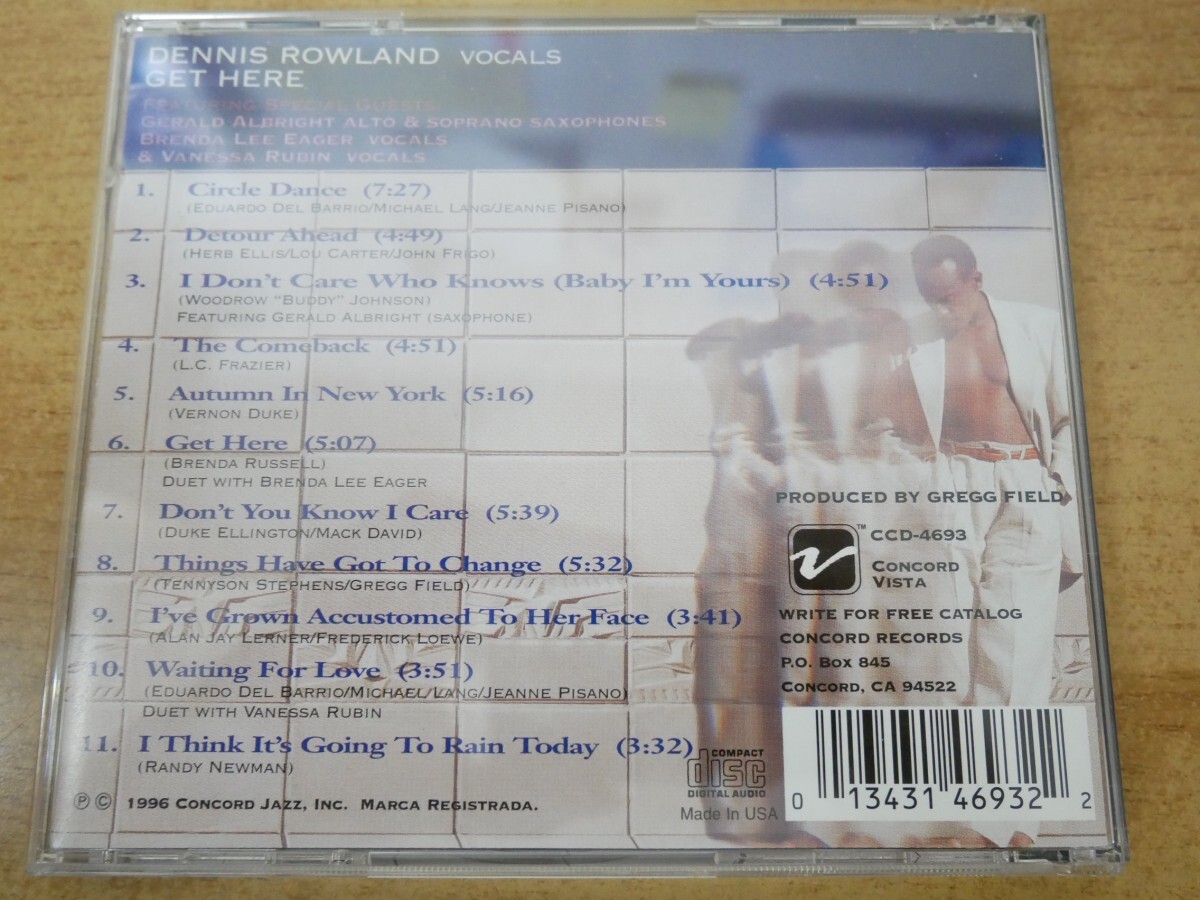 DENNIS ROWLAND VOCALS
GET HERE
FEATURING SPECIAL GUESTS
GERALD ALBRIGHT ALTO & SOPRANO SAXOPHONES
BRENDA LEE EAGER VOCALS
& VANESSA RUBIN VOCALS
1. Circle Dance (7:27)
(EDUARDO DEL BARRIO/MICHAEL LANG/JEANNE PISANO)
2. Detour Ahead (4:49)
(HERB ELLIS/LOU CARTER/JOHN FRIGO)
3. I Don't Care Who Knows (Baby I'm Yours) (4:51)
(WOODROW "BUDDY" JOHNSON)
FEATURING GERALD ALBRIGHT (SAXOPHONE)
4. The Comeback (4:51)
(L.C. FRAZIER)
5. Autumn In New York (5:16)
(VERNON DUKE)
6. Get Here (5:07)
(BRENDA RUSSELL)
DUET WITH BRENDA LEE EAGER
7. Don't You Know I Care (5:39)
(DUKE ELLINGTON/MACK DAVID)
8. Things Have Got To Change (5:32)
(TENNYSON STEPHENS/GREGG FIELD)
9. I've Grown Accustomed To Her Face (3:41)
(ALAN JAY LERNER/FREDERICK LOEWE)
10. Waiting For Love (3:51)
(EDUARDO DEL BARRIO/MICHAEL LANG/JEANNE PISANO)
DUET WITH VANESSA RUBIN
11. I Think It's Going To Rain Today (3:32)
(RANDY NEWMAN)
℗ © 1996 CONCORD JAZZ, INC. MARCA REGISTRADA.
PRODUCED BY GREGG FIELD
™ CCD-4693
CONCORD
VISTA
WRITE FOR FREE CATALOG
CONCORD RECORDS
P.O. BOX 845
CONCORD, CA 94522
COMPACT
disc
DIGITAL AUDIO
Made In USA
0 13431 46932 2